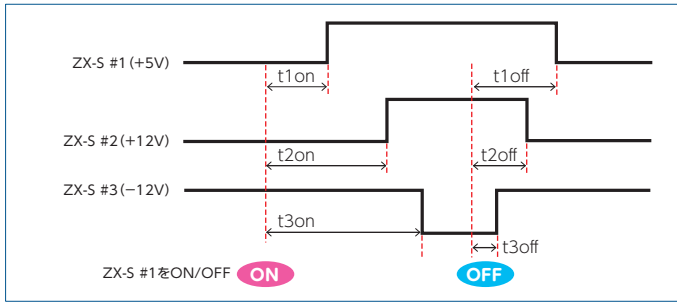 ZX-S #1(+5V)
t1on
t1off
ZX-S #2(+12V)
t2on
t2off
ZX-S #3(−12V)
t3on
t3off
ZX-S #1をON/OFF ON OFF